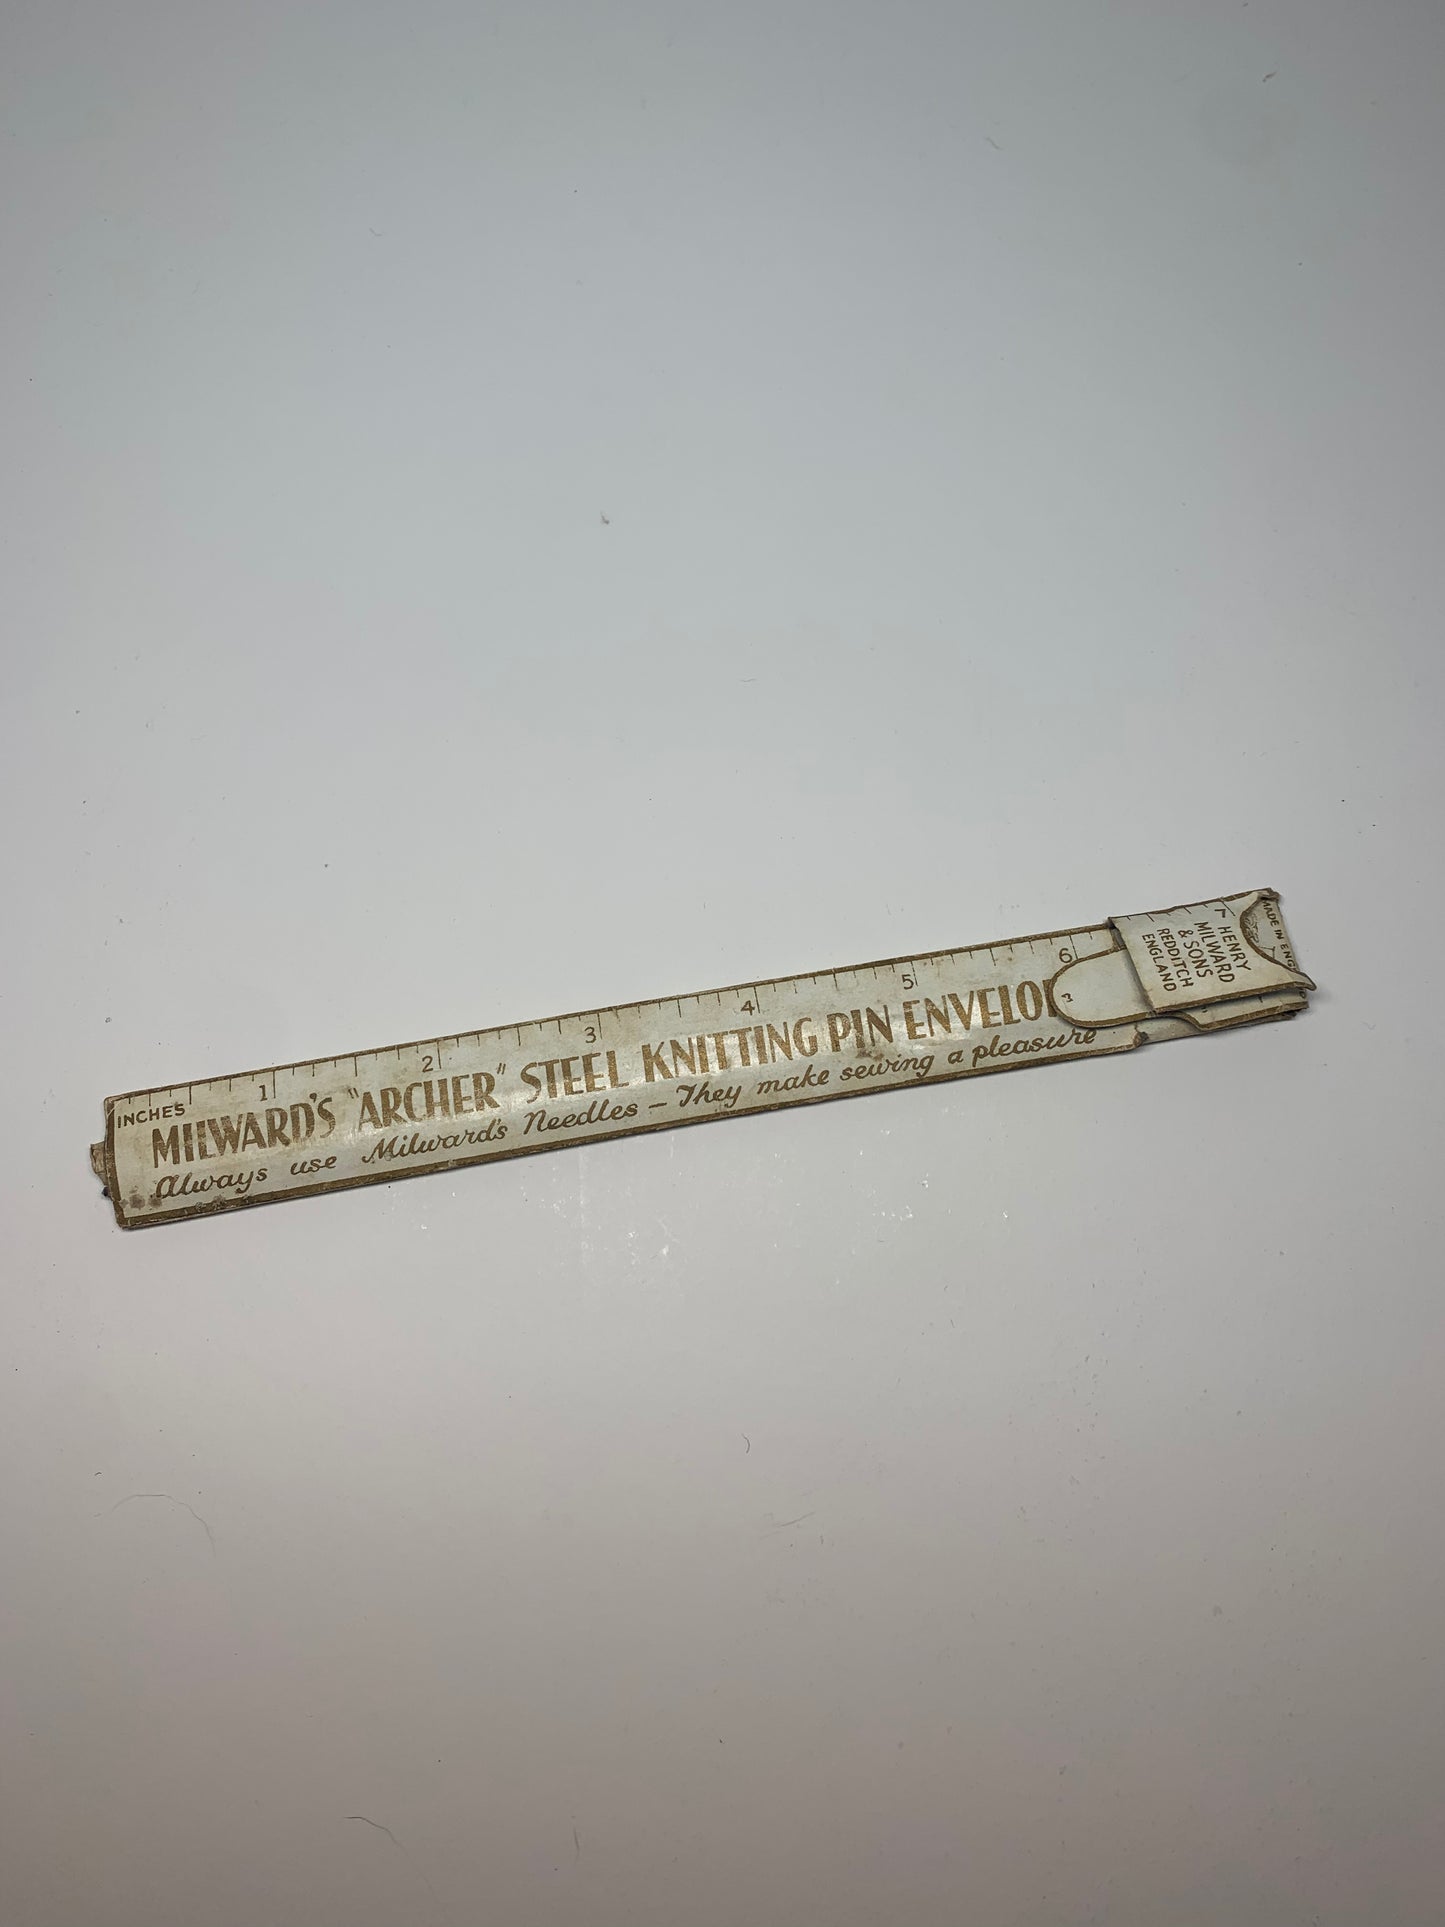 INCHES 1 2 3 4 5 6 7
MILWARD'S "ARCHER" STEEL KNITTING PIN ENVELOP
Always use Milward's Needles – They make sewing a pleasure
HENRY
MILWARD
& SONS
REDDITCH
ENGLAND
MADE IN ENG